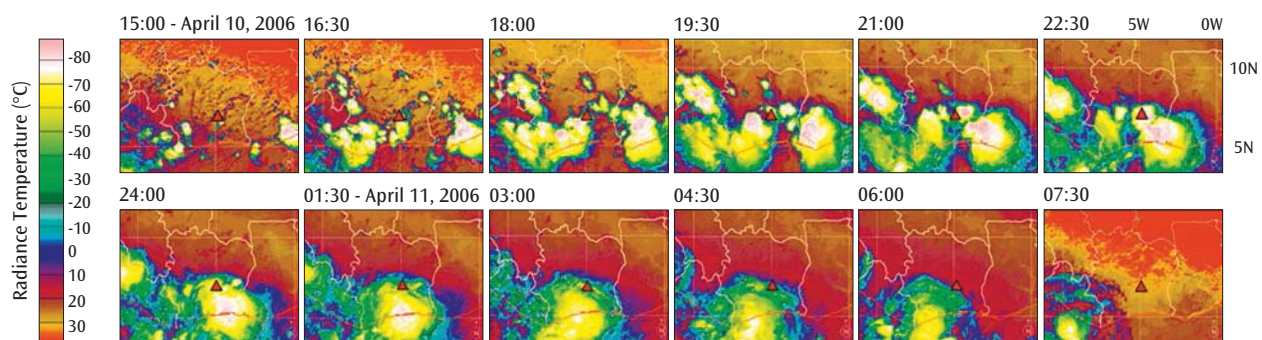 15:00 - April 10, 2006 16:30 18:00 19:30 21:00 22:30 5W 0W
10N
5N
24:00 01:30 - April 11, 2006 03:00 04:30 06:00 07:30
Radiance Temperature (°C)
-80
-70
-60
-50
-40
-30
-20
-10
0
10
20
30